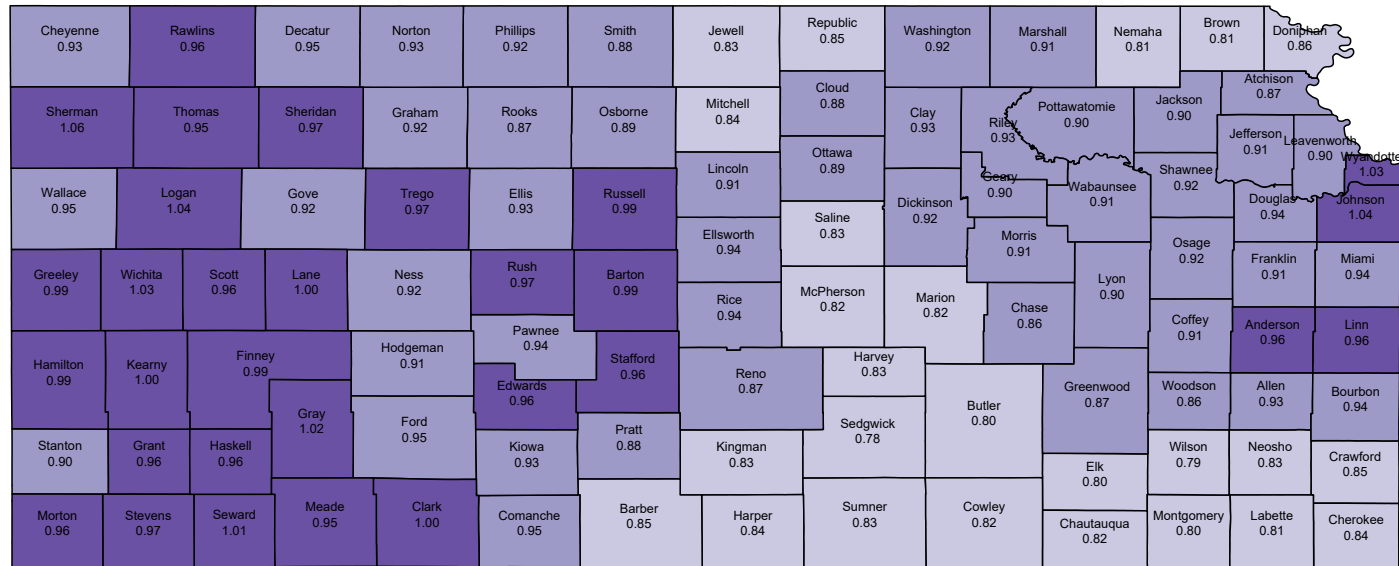 Cheyenne
0.93
Rawlins
0.96
Decatur
0.95
Norton
0.93
Phillips
0.92
Smith
0.88
Jewell
0.83
Republic
0.85
Washington
0.92
Marshall
0.91
Nemaha
0.81
Brown
0.81
Doniphan
0.86
Sherman
1.06
Thomas
0.95
Sheridan
0.97
Graham
0.92
Rooks
0.87
Osborne
0.89
Mitchell
0.84
Cloud
0.88
Clay
0.93
Riley
0.93
Pottawatomie
0.90
Jackson
0.90
Atchison
0.87
Jefferson
0.91
Leavenworth
0.90
Wyandotte
1.03
Wallace
0.95
Logan
1.04
Gove
0.92
Trego
0.97
Ellis
0.93
Russell
0.99
Lincoln
0.91
Ottawa
0.89
Saline
0.83
Dickinson
0.92
Geary
0.90
Wabaunsee
0.91
Shawnee
0.92
Douglas
0.94
Johnson
1.04
Greeley
0.99
Wichita
1.03
Scott
0.96
Lane
1.00
Ness
0.92
Rush
0.97
Barton
0.99
Ellsworth
0.94
Rice
0.94
McPherson
0.82
Marion
0.82
Morris
0.91
Chase
0.86
Lyon
0.90
Osage
0.92
Franklin
0.91
Miami
0.94
Hamilton
0.99
Kearny
1.00
Finney
0.99
Hodgeman
0.91
Pawnee
0.94
Edwards
0.96
Stafford
0.96
Reno
0.87
Harvey
0.83
Butler
0.80
Greenwood
0.87
Coffey
0.91
Anderson
0.96
Linn
0.96
Woodson
0.86
Allen
0.93
Bourbon
0.94
Stanton
0.90
Grant
0.96
Haskell
0.96
Gray
1.02
Ford
0.95
Kiowa
0.93
Pratt
0.88
Kingman
0.83
Sedgwick
0.78
Elk
0.80
Wilson
0.79
Neosho
0.83
Crawford
0.85
Morton
0.96
Stevens
0.97
Seward
1.01
Meade
0.95
Clark
1.00
Comanche
0.95
Barber
0.85
Harper
0.84
Sumner
0.83
Cowley
0.82
Chautauqua
0.82
Montgomery
0.80
Labette
0.81
Cherokee
0.84